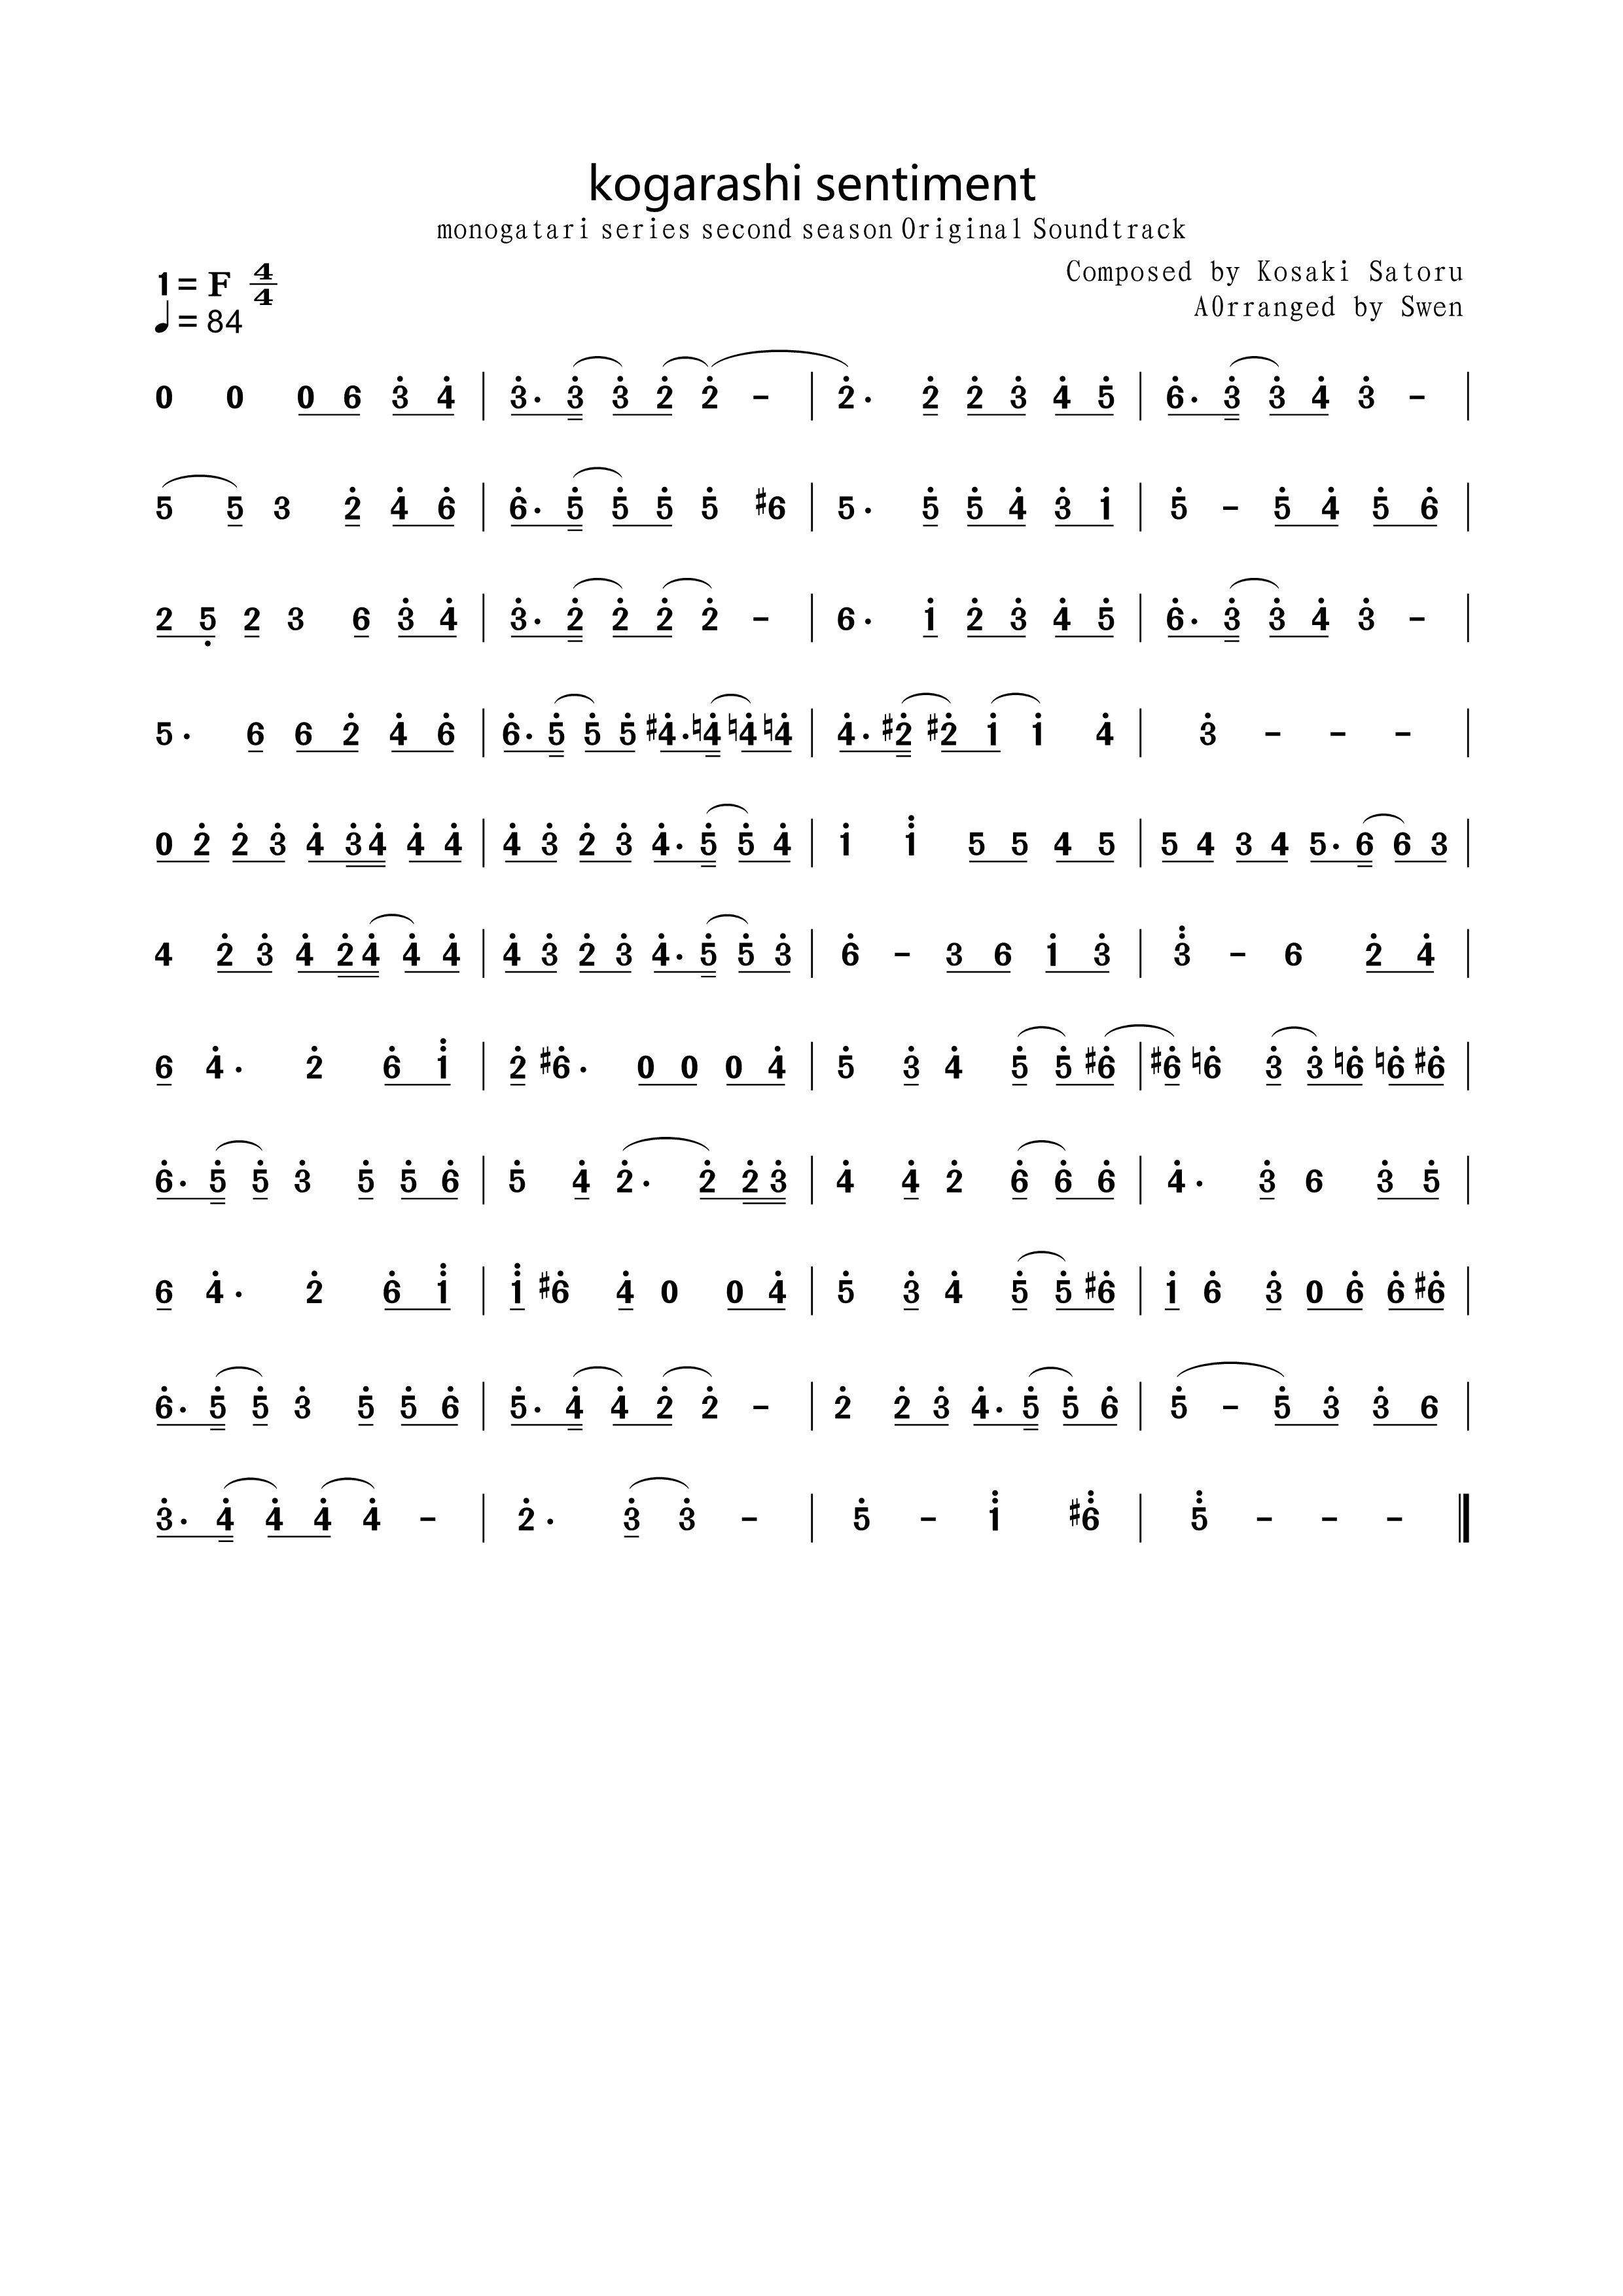 kogarashi sentiment
monogatari series second season Original Soundtrack
1= F 4/4
Composed by Kosaki Satoru
♩= 84
A0rranged by Swen
0 0 0 6 3̇ 4̇ | 3̇· 3̇ 3̇ 2̇ 2̇ - | 2̇· 2̇ 2̇ 3̇ 4̇ 5̇ | 6̇· 3̇ 3̇ 4̇ 3̇ - |
5 5 3 2̇ 4̇ 6̇ | 6̇· 5̇ 5̇ 5̇ 5̇ #6 | 5· 5̇ 5̇ 4̇ 3̇ 1̇ | 5̇ - 5̇ 4̇ 5̇ 6̇ |
2 5̣ 2 3 6 3̇ 4̇ | 3̇· 2̇ 2̇ 2̇ 2̇ - | 6· 1̇ 2̇ 3̇ 4̇ 5̇ | 6̇· 3̇ 3̇ 4̇ 3̇ - |
5· 6 6 2̇ 4̇ 6̇ | 6̇· 5̇ 5̇ 5̇ #4̇· ♮4̇ ♮4̇ ♮4̇ | 4̇· #2̇ #2̇ 1̇ 1̇ 4̇ | 3̇ - - - |
0 2̇ 2̇ 3̇ 4̇ 3̇ 4̇ 4̇ 4̇ | 4̇ 3̇ 2̇ 3̇ 4̇· 5̇ 5̇ 4̇ | 1̇ 1̈ 5 5 4 5 | 5 4 3 4 5· 6 6 3 |
4 2̇ 3̇ 4̇ 2̇ 4̇ 4̇ 4̇ | 4̇ 3̇ 2̇ 3̇ 4̇· 5̇ 5̇ 3̇ | 6̇ - 3 6 1̇ 3̇ | 3̈ - 6 2̇ 4̇ |
6 4̇· 2̇ 6̇ 1̈ | 2̇ #6̇· 0 0 0 4̇ | 5̇ 3̇ 4̇ 5̇ 5̇ #6̇ | #6̇ ♮6̇ 3̇ 3̇ ♮6̇ ♮6̇ #6̇ |
6̇· 5̇ 5̇ 3̇ 5̇ 5̇ 6̇ | 5̇ 4̇ 2̇· 2̇ 2̇ 3̇ | 4̇ 4̇ 2̇ 6̇ 6̇ 6̇ | 4̇· 3̇ 6 3̇ 5̇ |
6 4̇· 2̇ 6̇ 1̈ | 1̈ #6̇ 4̇ 0 0 4̇ | 5̇ 3̇ 4̇ 5̇ 5̇ #6̇ | 1̇ 6̇ 3̇ 0 6̇ 6̇ #6̇ |
6̇· 5̇ 5̇ 3̇ 5̇ 5̇ 6̇ | 5̇· 4̇ 4̇ 2̇ 2̇ - | 2̇ 2̇ 3̇ 4̇· 5̇ 5̇ 6̇ | 5̇ - 5̇ 3̇ 3̇ 6 |
3̇· 4̇ 4̇ 4̇ 4̇ - | 2̇· 3̇ 3̇ - | 5̇ - 1̈ #6̈ | 5̈ - - - ‖